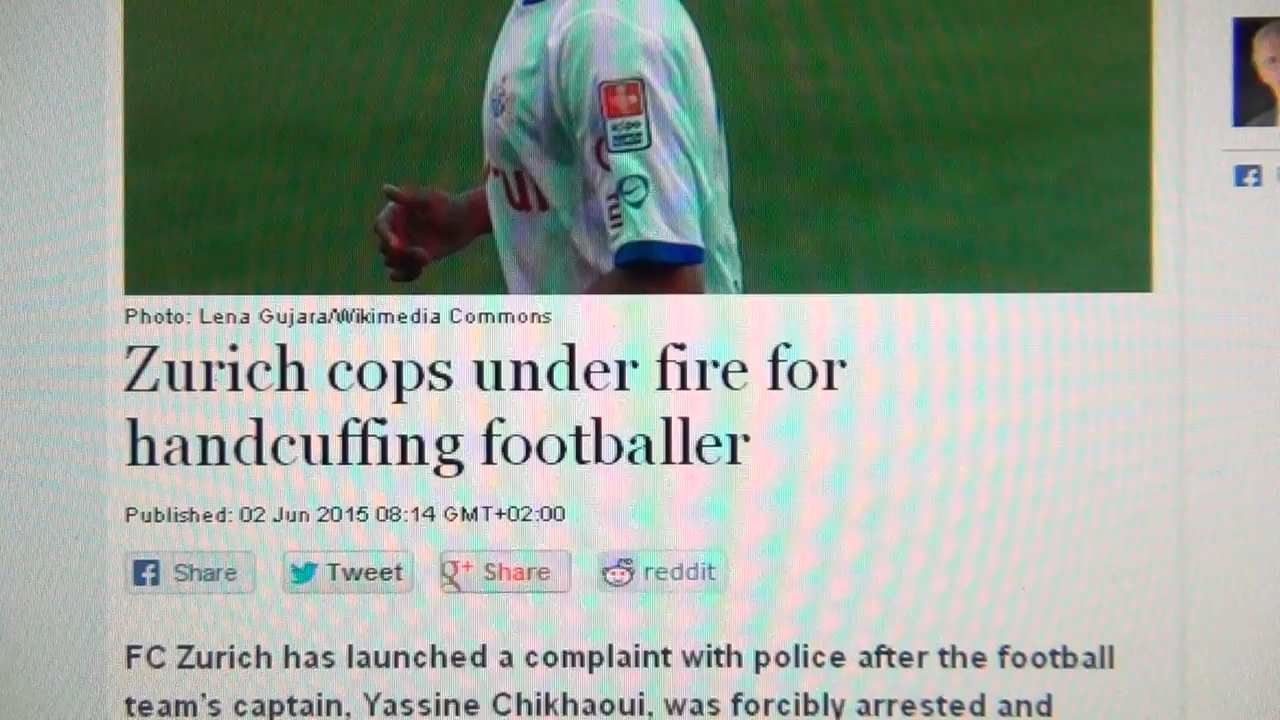 Photo: Lena Gujara/Wikimedia Commons
Zurich cops under fire for
handcuffing footballer
Published: 02 Jun 2015 08:14 GMT+02:00
Share Tweet g+ Share reddit
FC Zurich has launched a complaint with police after the football
team's captain, Yassine Chikhaoui, was forcibly arrested and